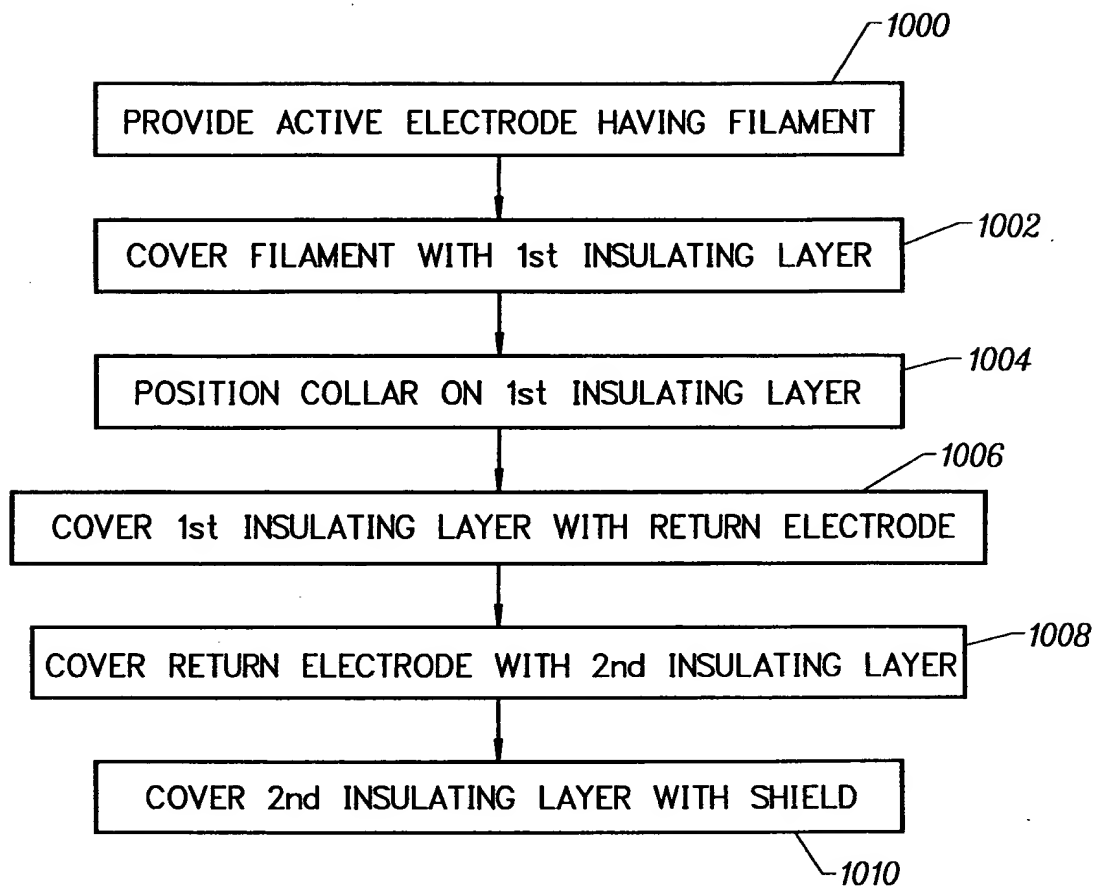 1000
PROVIDE ACTIVE ELECTRODE HAVING FILAMENT
1002
COVER FILAMENT WITH 1st INSULATING LAYER
1004
POSITION COLLAR ON 1st INSULATING LAYER
1006
COVER 1st INSULATING LAYER WITH RETURN ELECTRODE
1008
COVER RETURN ELECTRODE WITH 2nd INSULATING LAYER
COVER 2nd INSULATING LAYER WITH SHIELD
1010